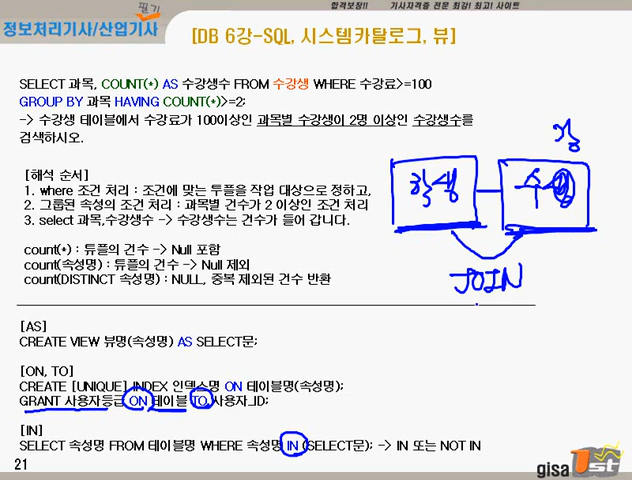 합격보장!! 기사자격증 전문 최강! 최고! 사이트
필기
정보처리기사/산업기사
[DB 6강-SQL, 시스템카탈로그, 뷰]
SELECT 과목, COUNT(*) AS 수강생수 FROM 수강생 WHERE 수강료>=100
GROUP BY 과목 HAVING COUNT(*)>=2;
-> 수강생 테이블에서 수강료가 100이상인 과목별 수강생이 2명 이상인 수강생수를
검색하시오.
[해석 순서]
1. where 조건 처리 : 조건에 맞는 투플을 작업 대상으로 정하고,
2. 그룹된 속성의 조건 처리 : 과목별 건수가 2 이상인 조건 처리
3. select 과목,수강생수 -> 수강생수는 건수가 들어 갑니다.
학생
JOIN
count(*) : 튜플의 건수 -> Null 포함
count(속성명) : 튜플의 건수 -> Null 제외
count(DISTINCT 속성명) : NULL, 중복 제외된 건수 반환
[AS]
CREATE VIEW 뷰명(속성명) AS SELECT문;
[ON, TO]
CREATE [UNIQUE] INDEX 인덱스명 ON 테이블명(속성명);
GRANT 사용자등급 ON 테이블 TO 사용자_ID;
[IN]
SELECT 속성명 FROM 테이블명 WHERE 속성명 IN (SELECT문); -> IN 또는 NOT IN
21
gisa 1st